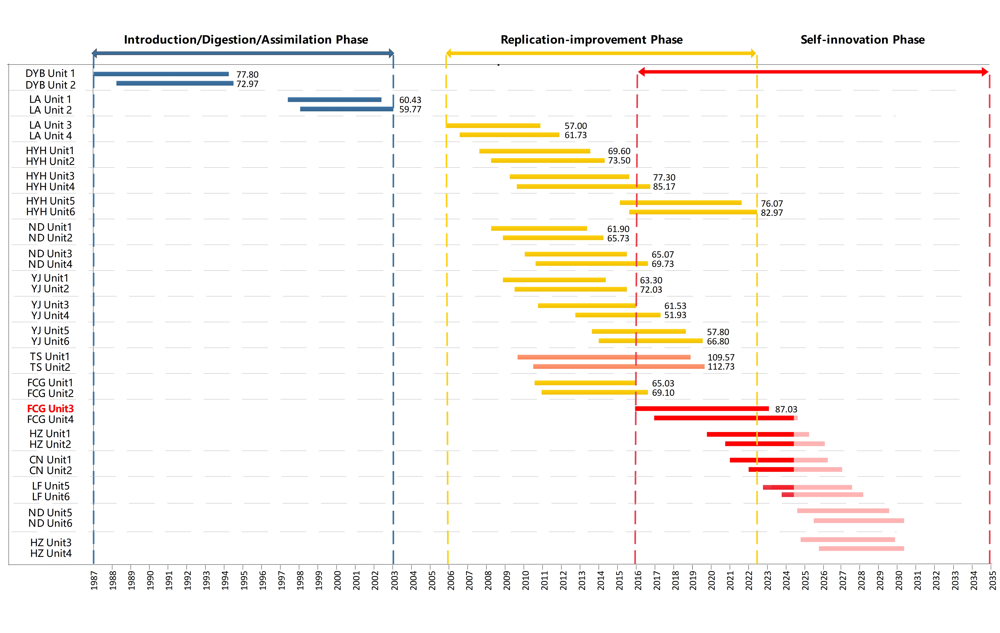 Introduction/Digestion/Assimilation Phase
Replication-improvement Phase
Self-innovation Phase
DYB Unit 1
77.80
DYB Unit 2
72.97
LA Unit 1
60.43
LA Unit 2
59.77
LA Unit 3
57.00
LA Unit 4
61.73
HYH Unit1
69.60
HYH Unit2
73.50
HYH Unit3
77.30
HYH Unit4
85.17
HYH Unit5
76.07
HYH Unit6
82.97
ND Unit1
61.90
ND Unit2
65.73
ND Unit3
65.07
ND Unit4
69.73
YJ Unit1
63.30
YJ Unit2
72.03
YJ Unit3
61.53
YJ Unit4
51.93
YJ Unit5
57.80
YJ Unit6
66.80
TS Unit1
109.57
TS Unit2
112.73
FCG Unit1
65.03
FCG Unit2
69.10
FCG Unit3
87.03
FCG Unit4
HZ Unit1
HZ Unit2
CN Unit1
CN Unit2
LF Unit5
LF Unit6
ND Unit5
ND Unit6
HZ Unit3
HZ Unit4
1987
1988
1989
1990
1991
1992
1993
1994
1995
1996
1997
1998
1999
2000
2001
2002
2003
2004
2005
2006
2007
2008
2009
2010
2011
2012
2013
2014
2015
2016
2017
2018
2019
2020
2021
2022
2023
2024
2025
2026
2027
2028
2029
2030
2031
2032
2033
2034
2035